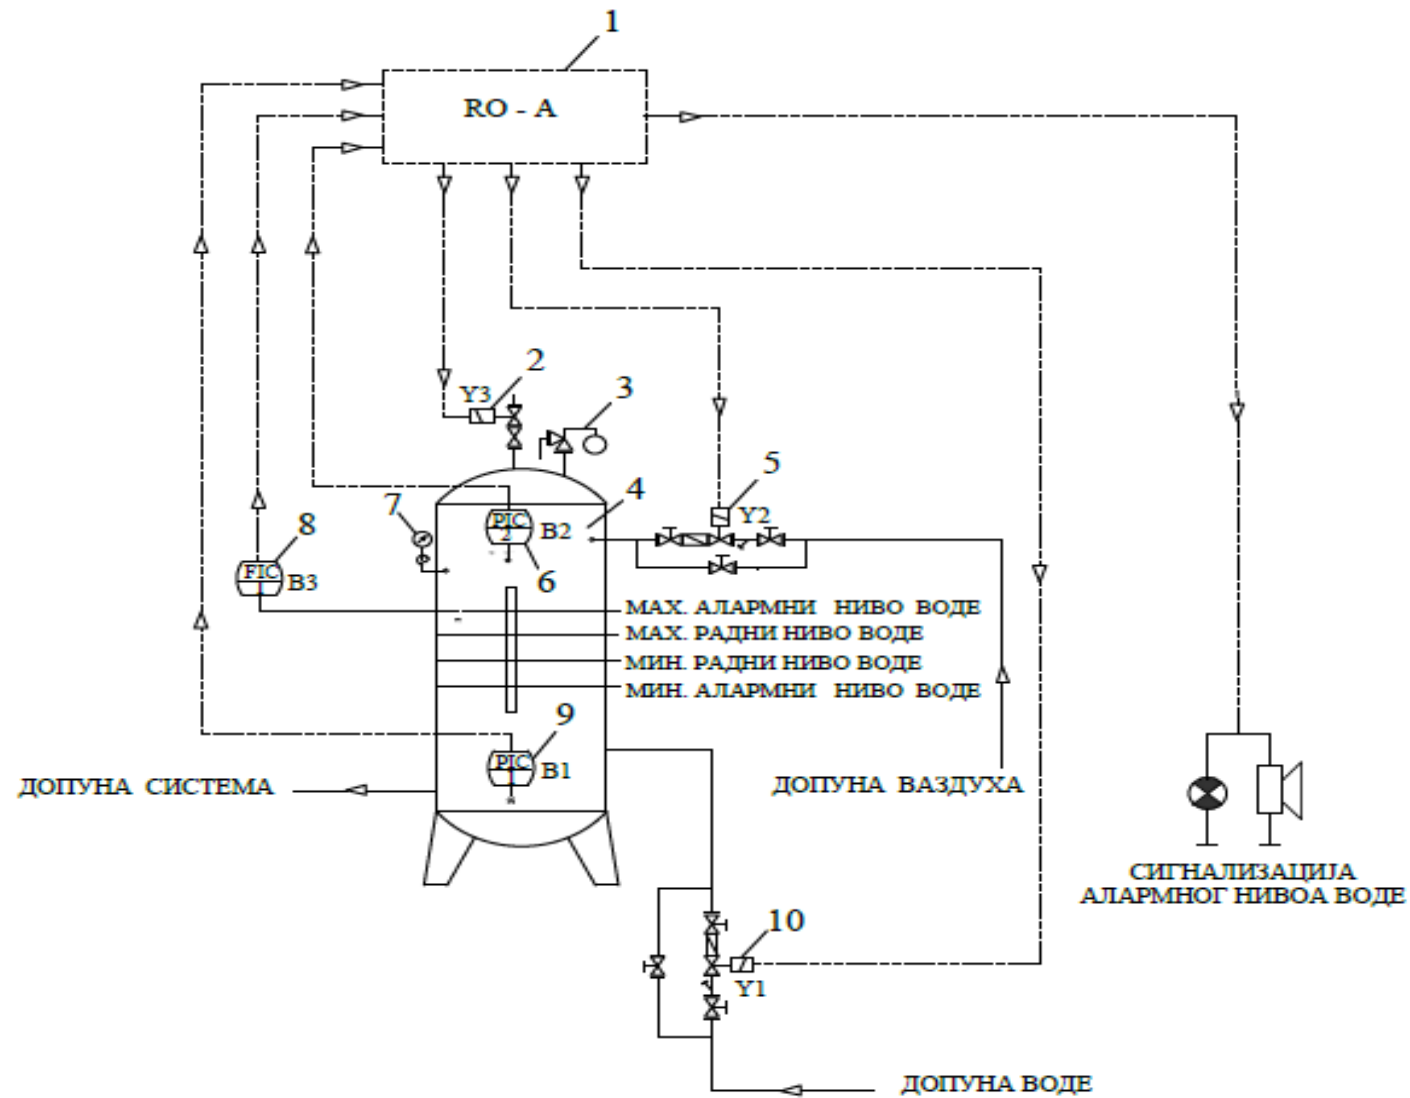 1
RO - A
2
Y3
3
5
4
7
PIC
2
B2
Y2
8
6
FIC
B3
МАХ. АЛАРМНИ НИВО ВОДЕ
МАХ. РАДНИ НИВО ВОДЕ
МИН. РАДНИ НИВО ВОДЕ
МИН. АЛАРМНИ НИВО ВОДЕ
9
PIC
B1
ДОПУНА СИСТЕМА
ДОПУНА ВАЗДУХА
СИГНАЛИЗАЦИЈА
АЛАРМНОГ НИВОА ВОДЕ
10
Y1
ДОПУНА ВОДЕ